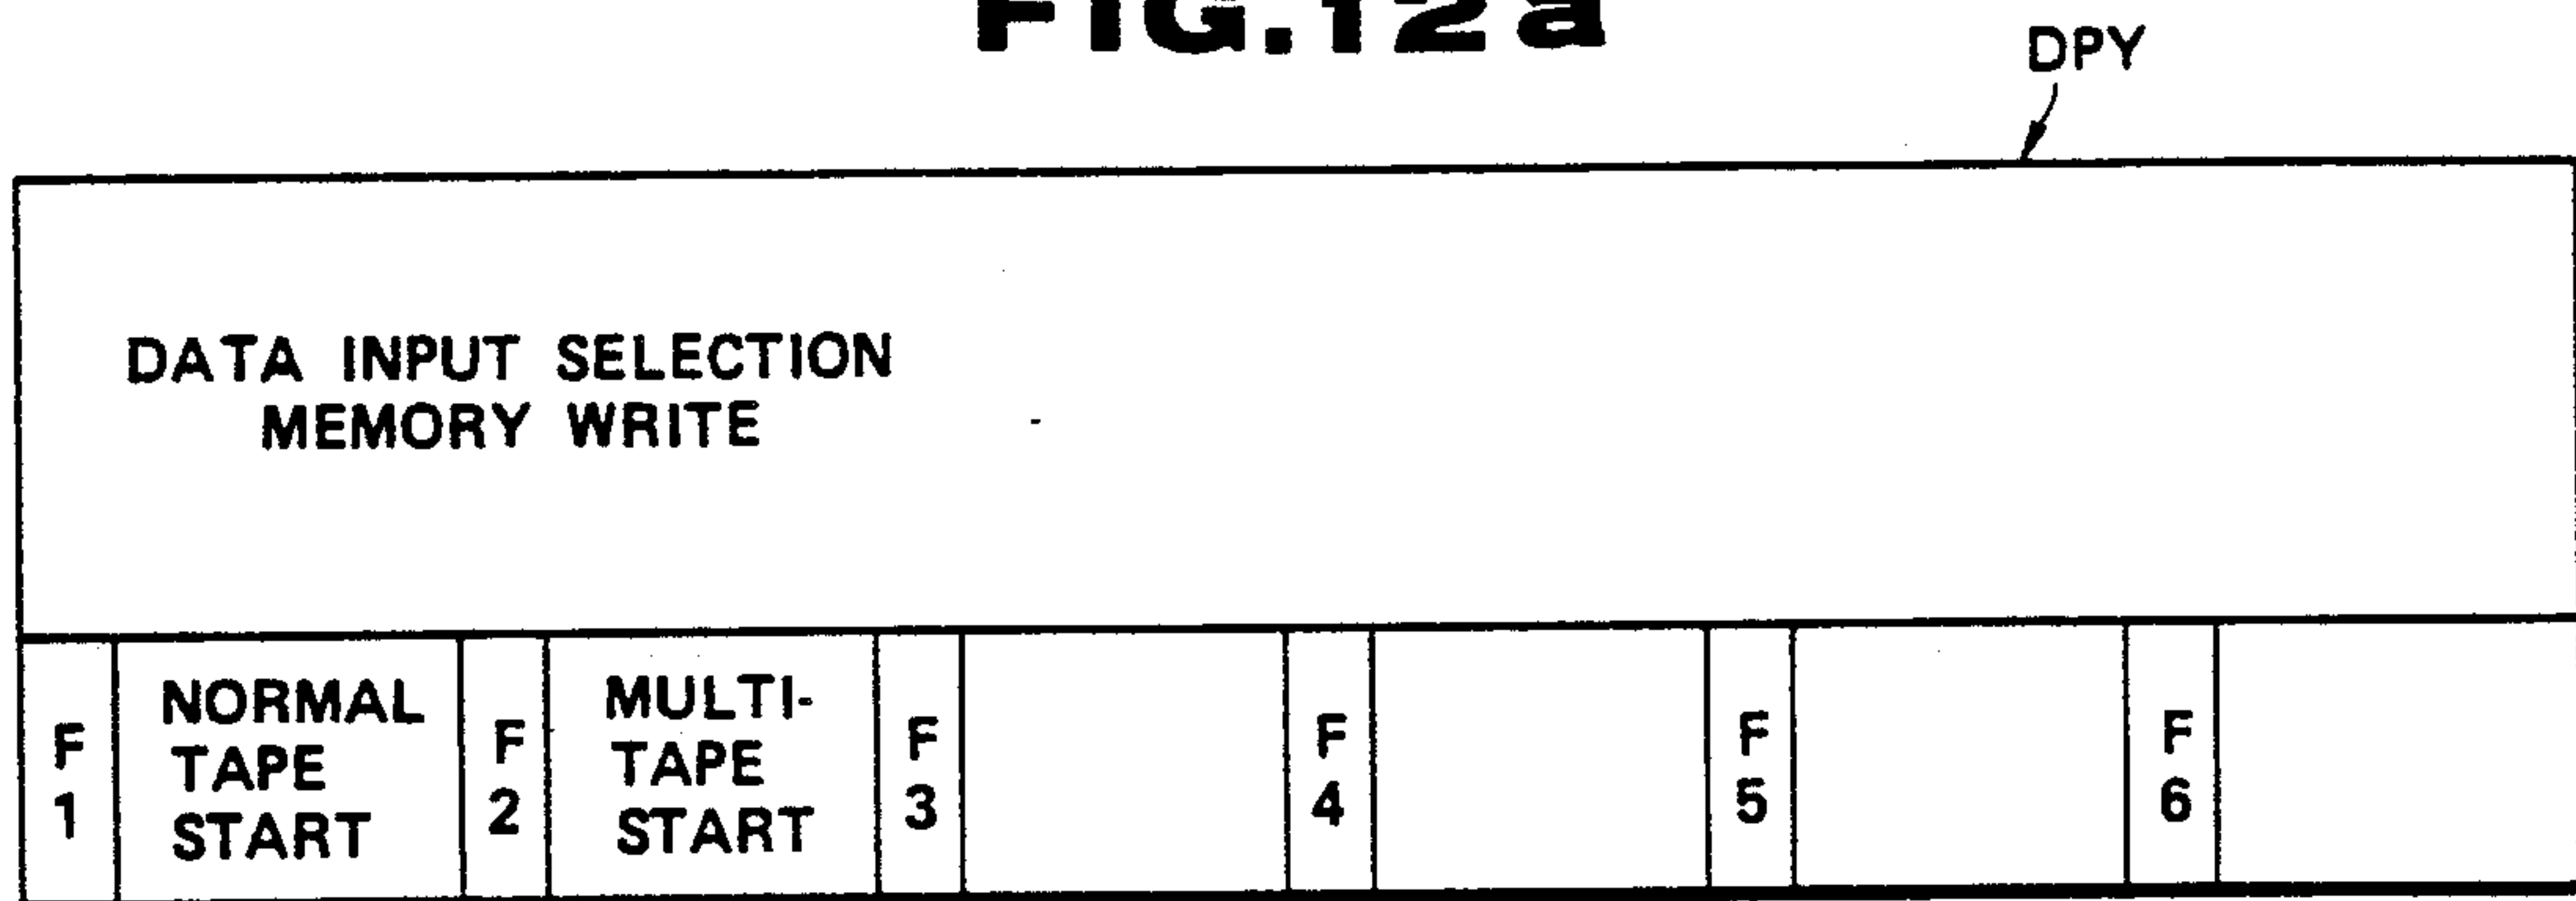 FIG.12a
DPY
DATA INPUT SELECTION
MEMORY WRITE
F
1
NORMAL
TAPE
START
F
2
MULTI-
TAPE
START
F
3
F
4
F
5
F
6